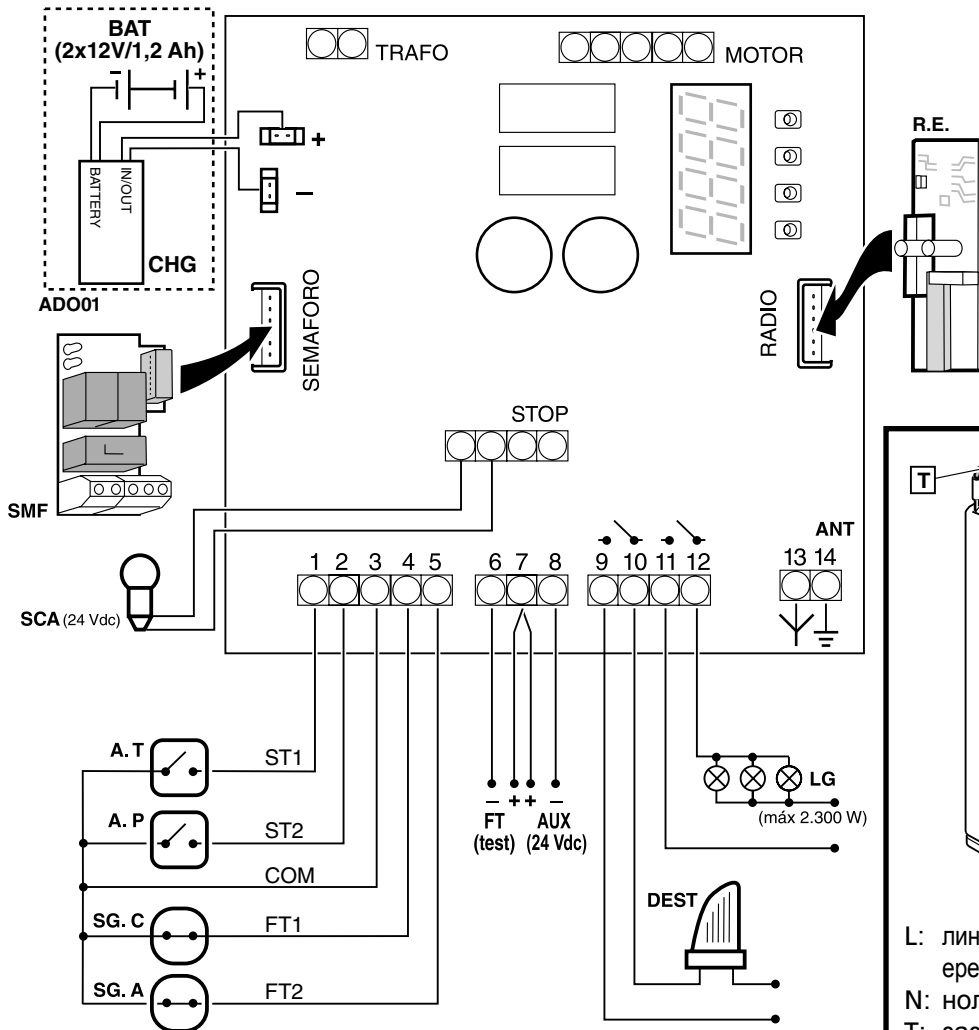 BAT
(2x12V/1,2 Ah)
- +
TRAFO
MOTOR
+
−
BATTERY
IN/OUT
CHG
ADO01
R.E.
SEMAFORO
RADIO
STOP
SMF
SCA (24 Vdc)
1 2 3 4 5
6 7 8
9 10 11 12
ANT
13 14
T
A. T
ST1
A. P
ST2
COM
SG. C
FT1
SG. A
FT2
− + + −
FT AUX
(test) (24 Vdc)
LG
(máx 2.300 W)
DEST
L: лин
ере
N: нол